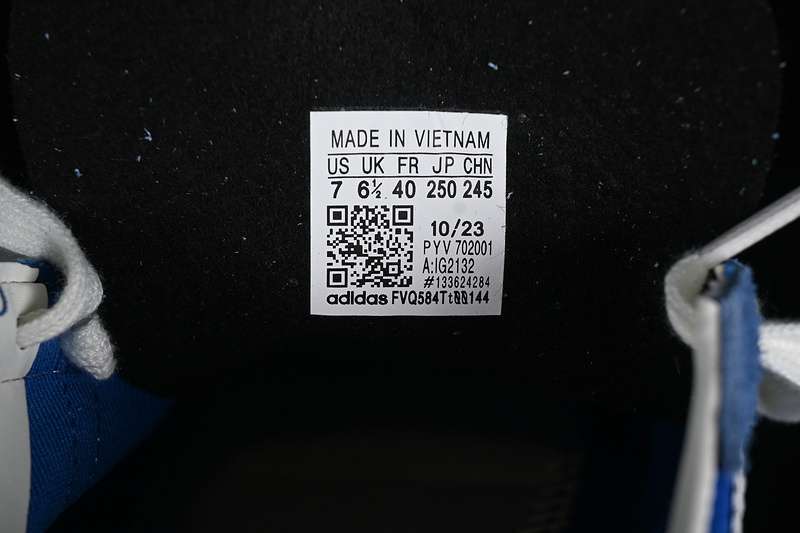 MADE IN VIETNAM
US UK FR JP CHN
7 6½ 40 250 245
10/23
PYV 702001
A:IG2132
#133624284
adidas